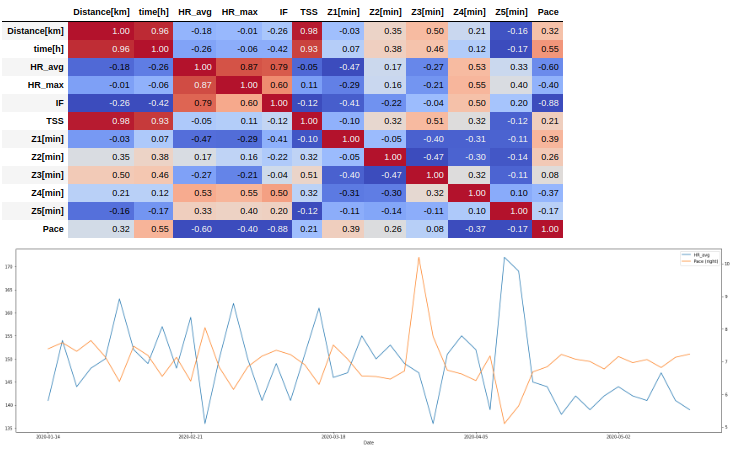 Distance[km] time[h] HR_avg HR_max IF TSS Z1[min] Z2[min] Z3[min] Z4[min] Z5[min] Pace
Distance[km] 1.00 0.96 -0.18 -0.01 -0.26 0.98 -0.03 0.35 0.50 0.21 -0.16 0.32
time[h] 0.96 1.00 -0.26 -0.06 -0.42 0.93 0.07 0.38 0.46 0.12 -0.17 0.55
HR_avg -0.18 -0.26 1.00 0.87 0.79 -0.05 -0.47 0.17 -0.27 0.53 0.33 -0.60
HR_max -0.01 -0.06 0.87 1.00 0.60 0.11 -0.29 0.16 -0.21 0.55 0.40 -0.40
IF -0.26 -0.42 0.79 0.60 1.00 -0.12 -0.41 -0.22 -0.04 0.50 0.20 -0.88
TSS 0.98 0.93 -0.05 0.11 -0.12 1.00 -0.10 0.32 0.51 0.32 -0.12 0.21
Z1[min] -0.03 0.07 -0.47 -0.29 -0.41 -0.10 1.00 -0.05 -0.40 -0.31 -0.11 0.39
Z2[min] 0.35 0.38 0.17 0.16 -0.22 0.32 -0.05 1.00 -0.47 -0.30 -0.14 0.26
Z3[min] 0.50 0.46 -0.27 -0.21 -0.04 0.51 -0.40 -0.47 1.00 0.32 -0.11 0.08
Z4[min] 0.21 0.12 0.53 0.55 0.50 0.32 -0.31 -0.30 0.32 1.00 0.10 -0.37
Z5[min] -0.16 -0.17 0.33 0.40 0.20 -0.12 -0.11 -0.14 -0.11 0.10 1.00 -0.17
Pace 0.32 0.55 -0.60 -0.40 -0.88 0.21 0.39 0.26 0.08 -0.37 -0.17 1.00
HR_avg
Pace (right)
170 10
165 9
160
155 8
150 7
145
140 6
135 5
2020-01-14 2020-02-21 2020-03-18 2020-04-05 2020-05-02
Date